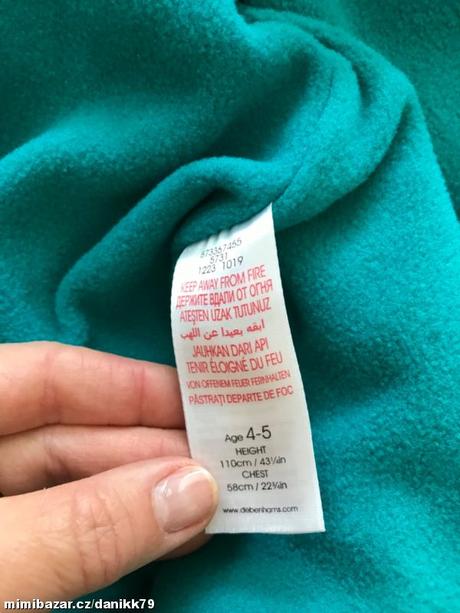 873367465
5731
1223 1019
KEEP AWAY FROM FIRE
ДЕРЖИТЕ ВДАЛИ ОТ ОГНЯ
ATEŞTEN UZAK TUTUNUZ
ابقه بعيدا عن اللهب
JAUHKAN DARI API
TENIR ÉLOIGNÉ DU FEU
VON OFFENEM FEUER FERNHALTEN
PĂSTRAȚI DEPARTE DE FOC
Age 4-5
HEIGHT
110cm / 43¼in
CHEST
58cm / 22¾in
www.debenhams.com
mimibazar.cz/danikk79